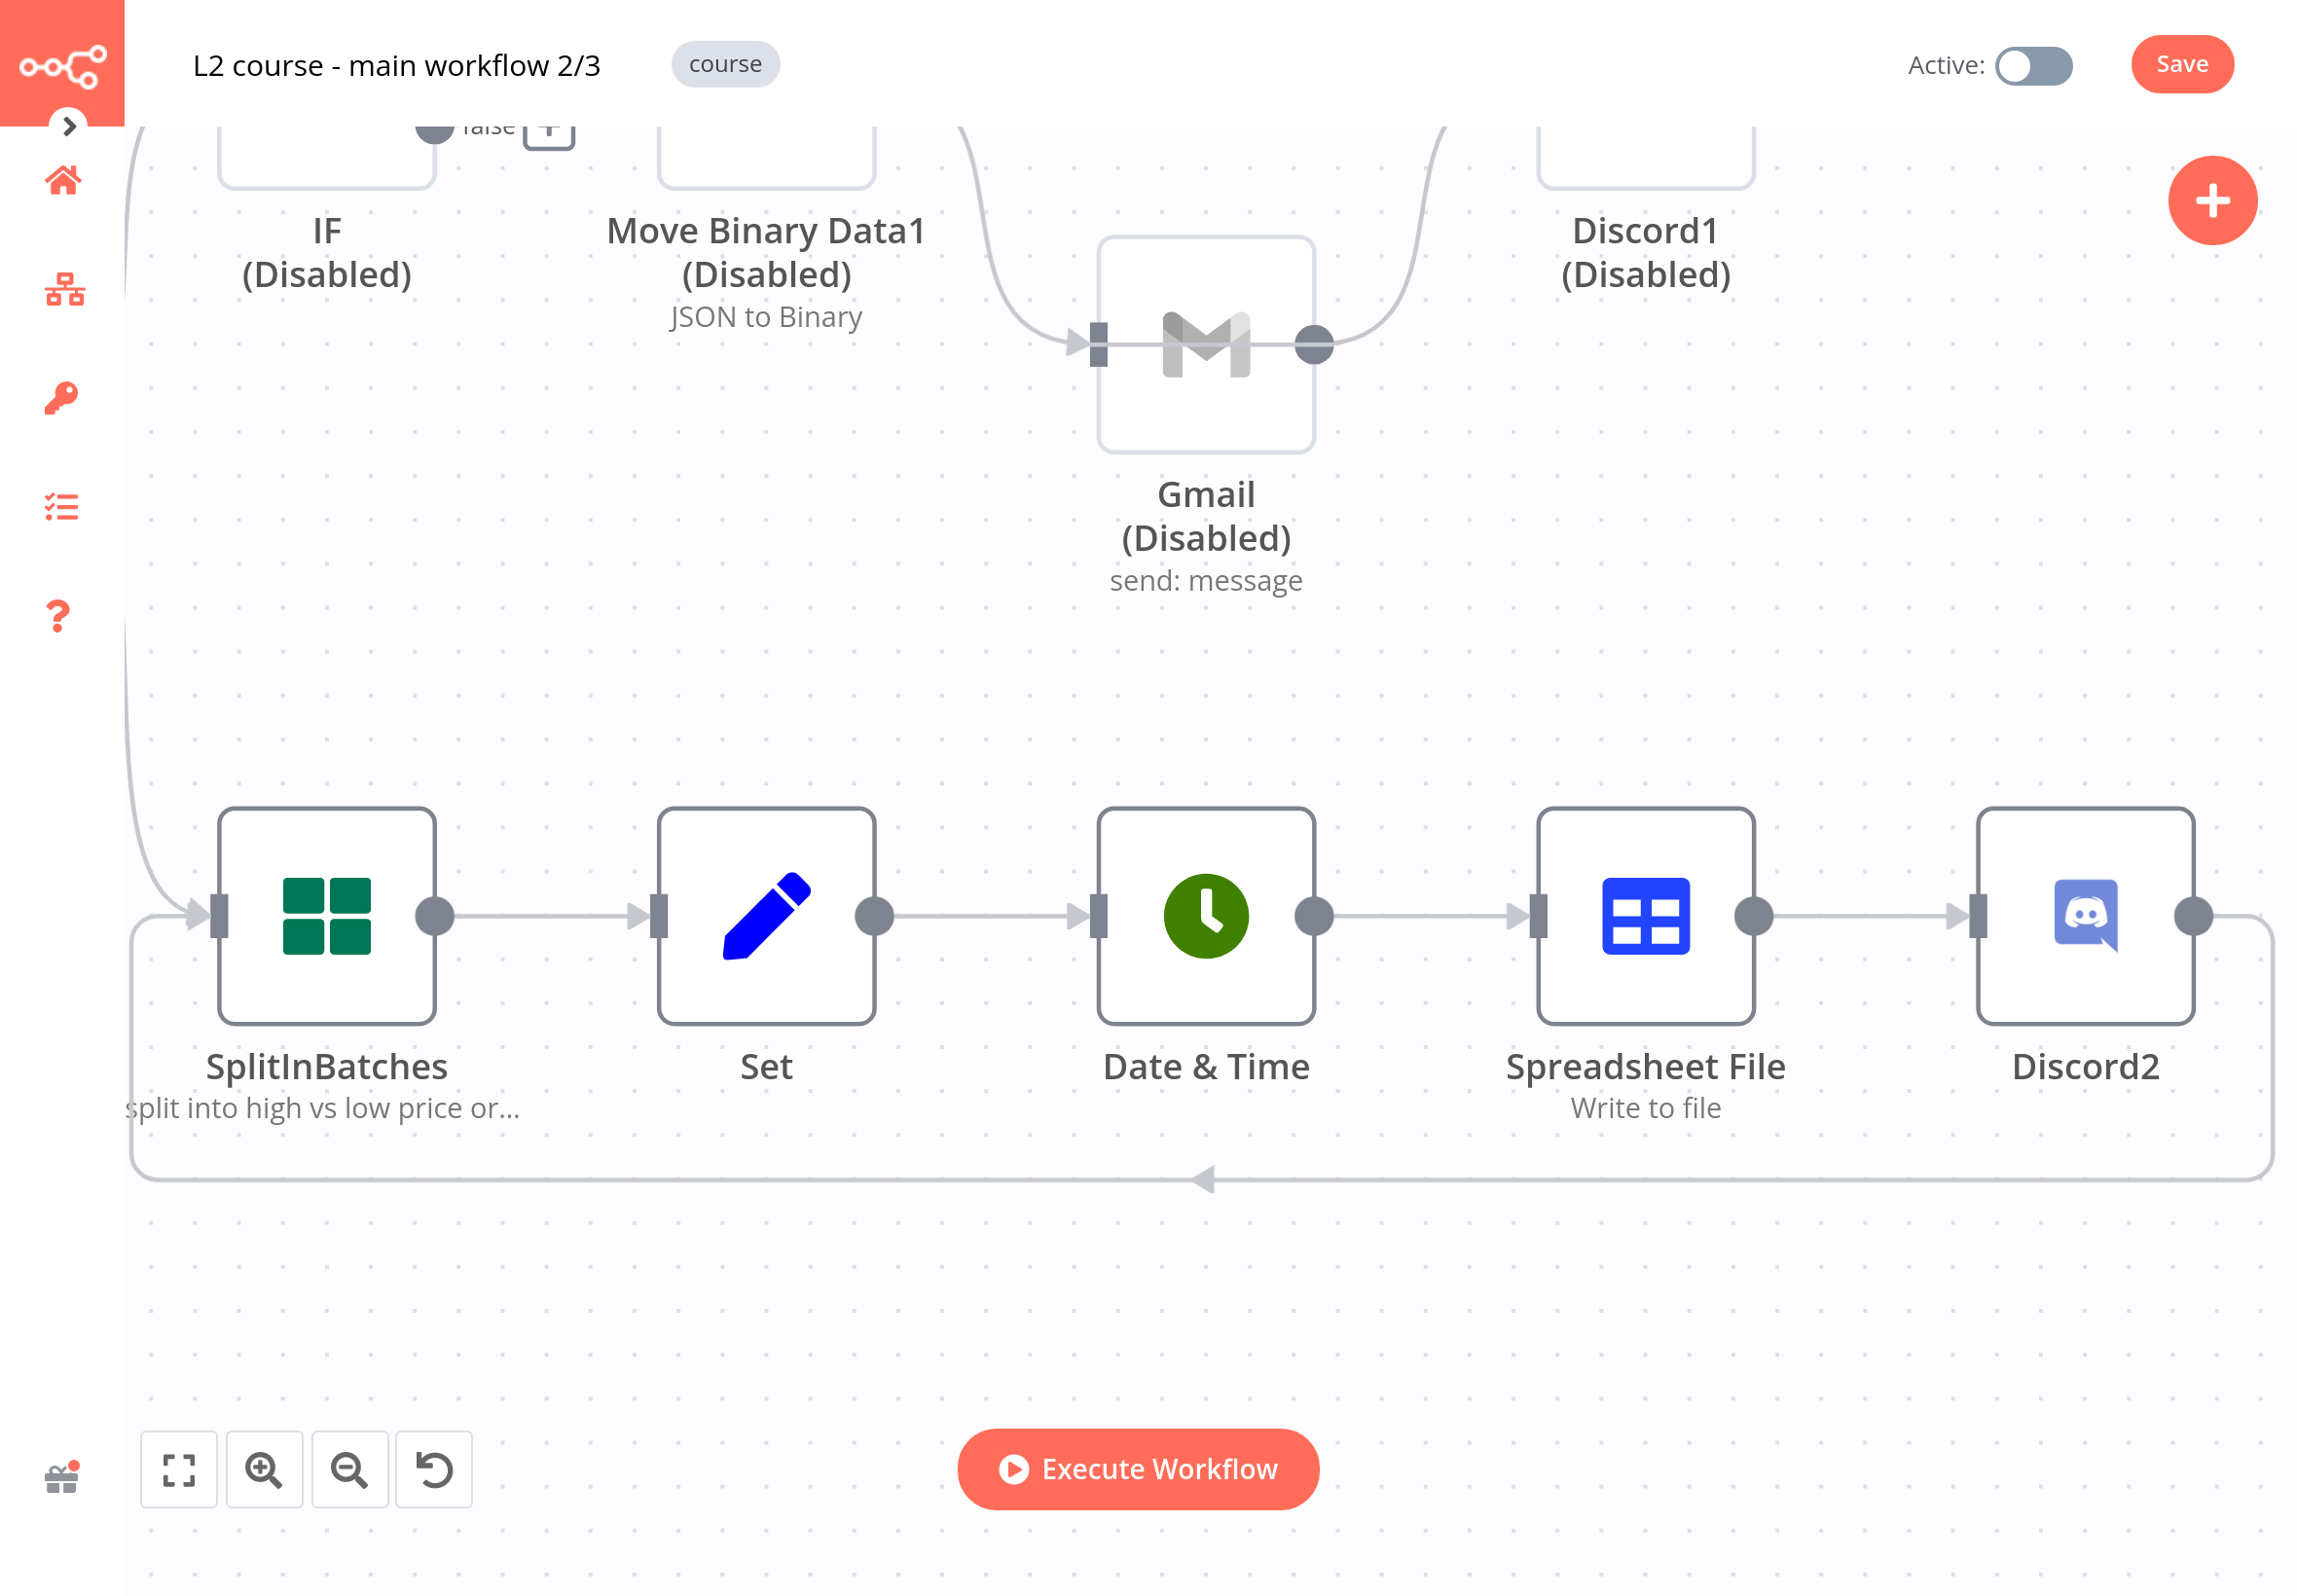 L2 course - main workflow 2/3
course
Active:
Save
false
IF
(Disabled)
Move Binary Data1
(Disabled)
JSON to Binary
Discord1
(Disabled)
Gmail
(Disabled)
send: message
SplitInBatches
split into high vs low price or...
Set
Date & Time
Spreadsheet File
Write to file
Discord2
Execute Workflow